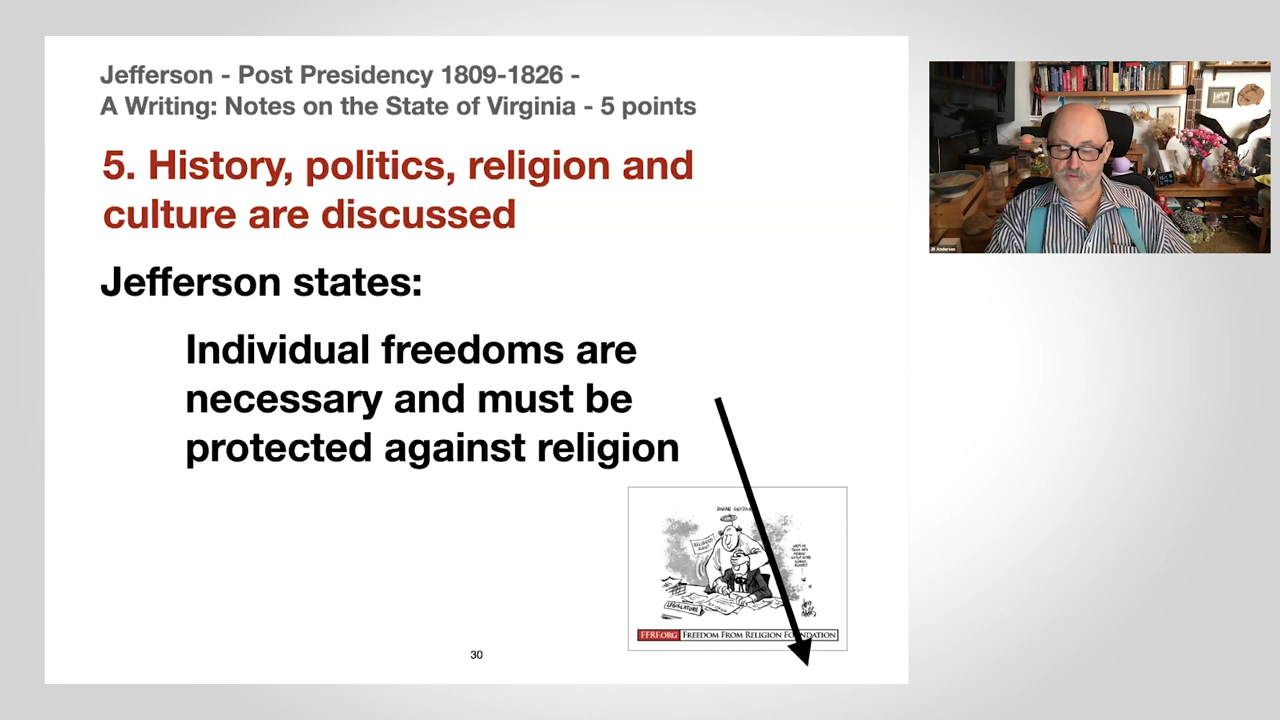 Jefferson - Post Presidency 1809-1826 -
A Writing: Notes on the State of Virginia - 5 points
5. History, politics, religion and
culture are discussed
Jefferson states:
Individual freedoms are
necessary and must be
protected against religion
LEGISLATURE
FFRF.ORG FREEDOM FROM RELIGION FOUNDATION
30